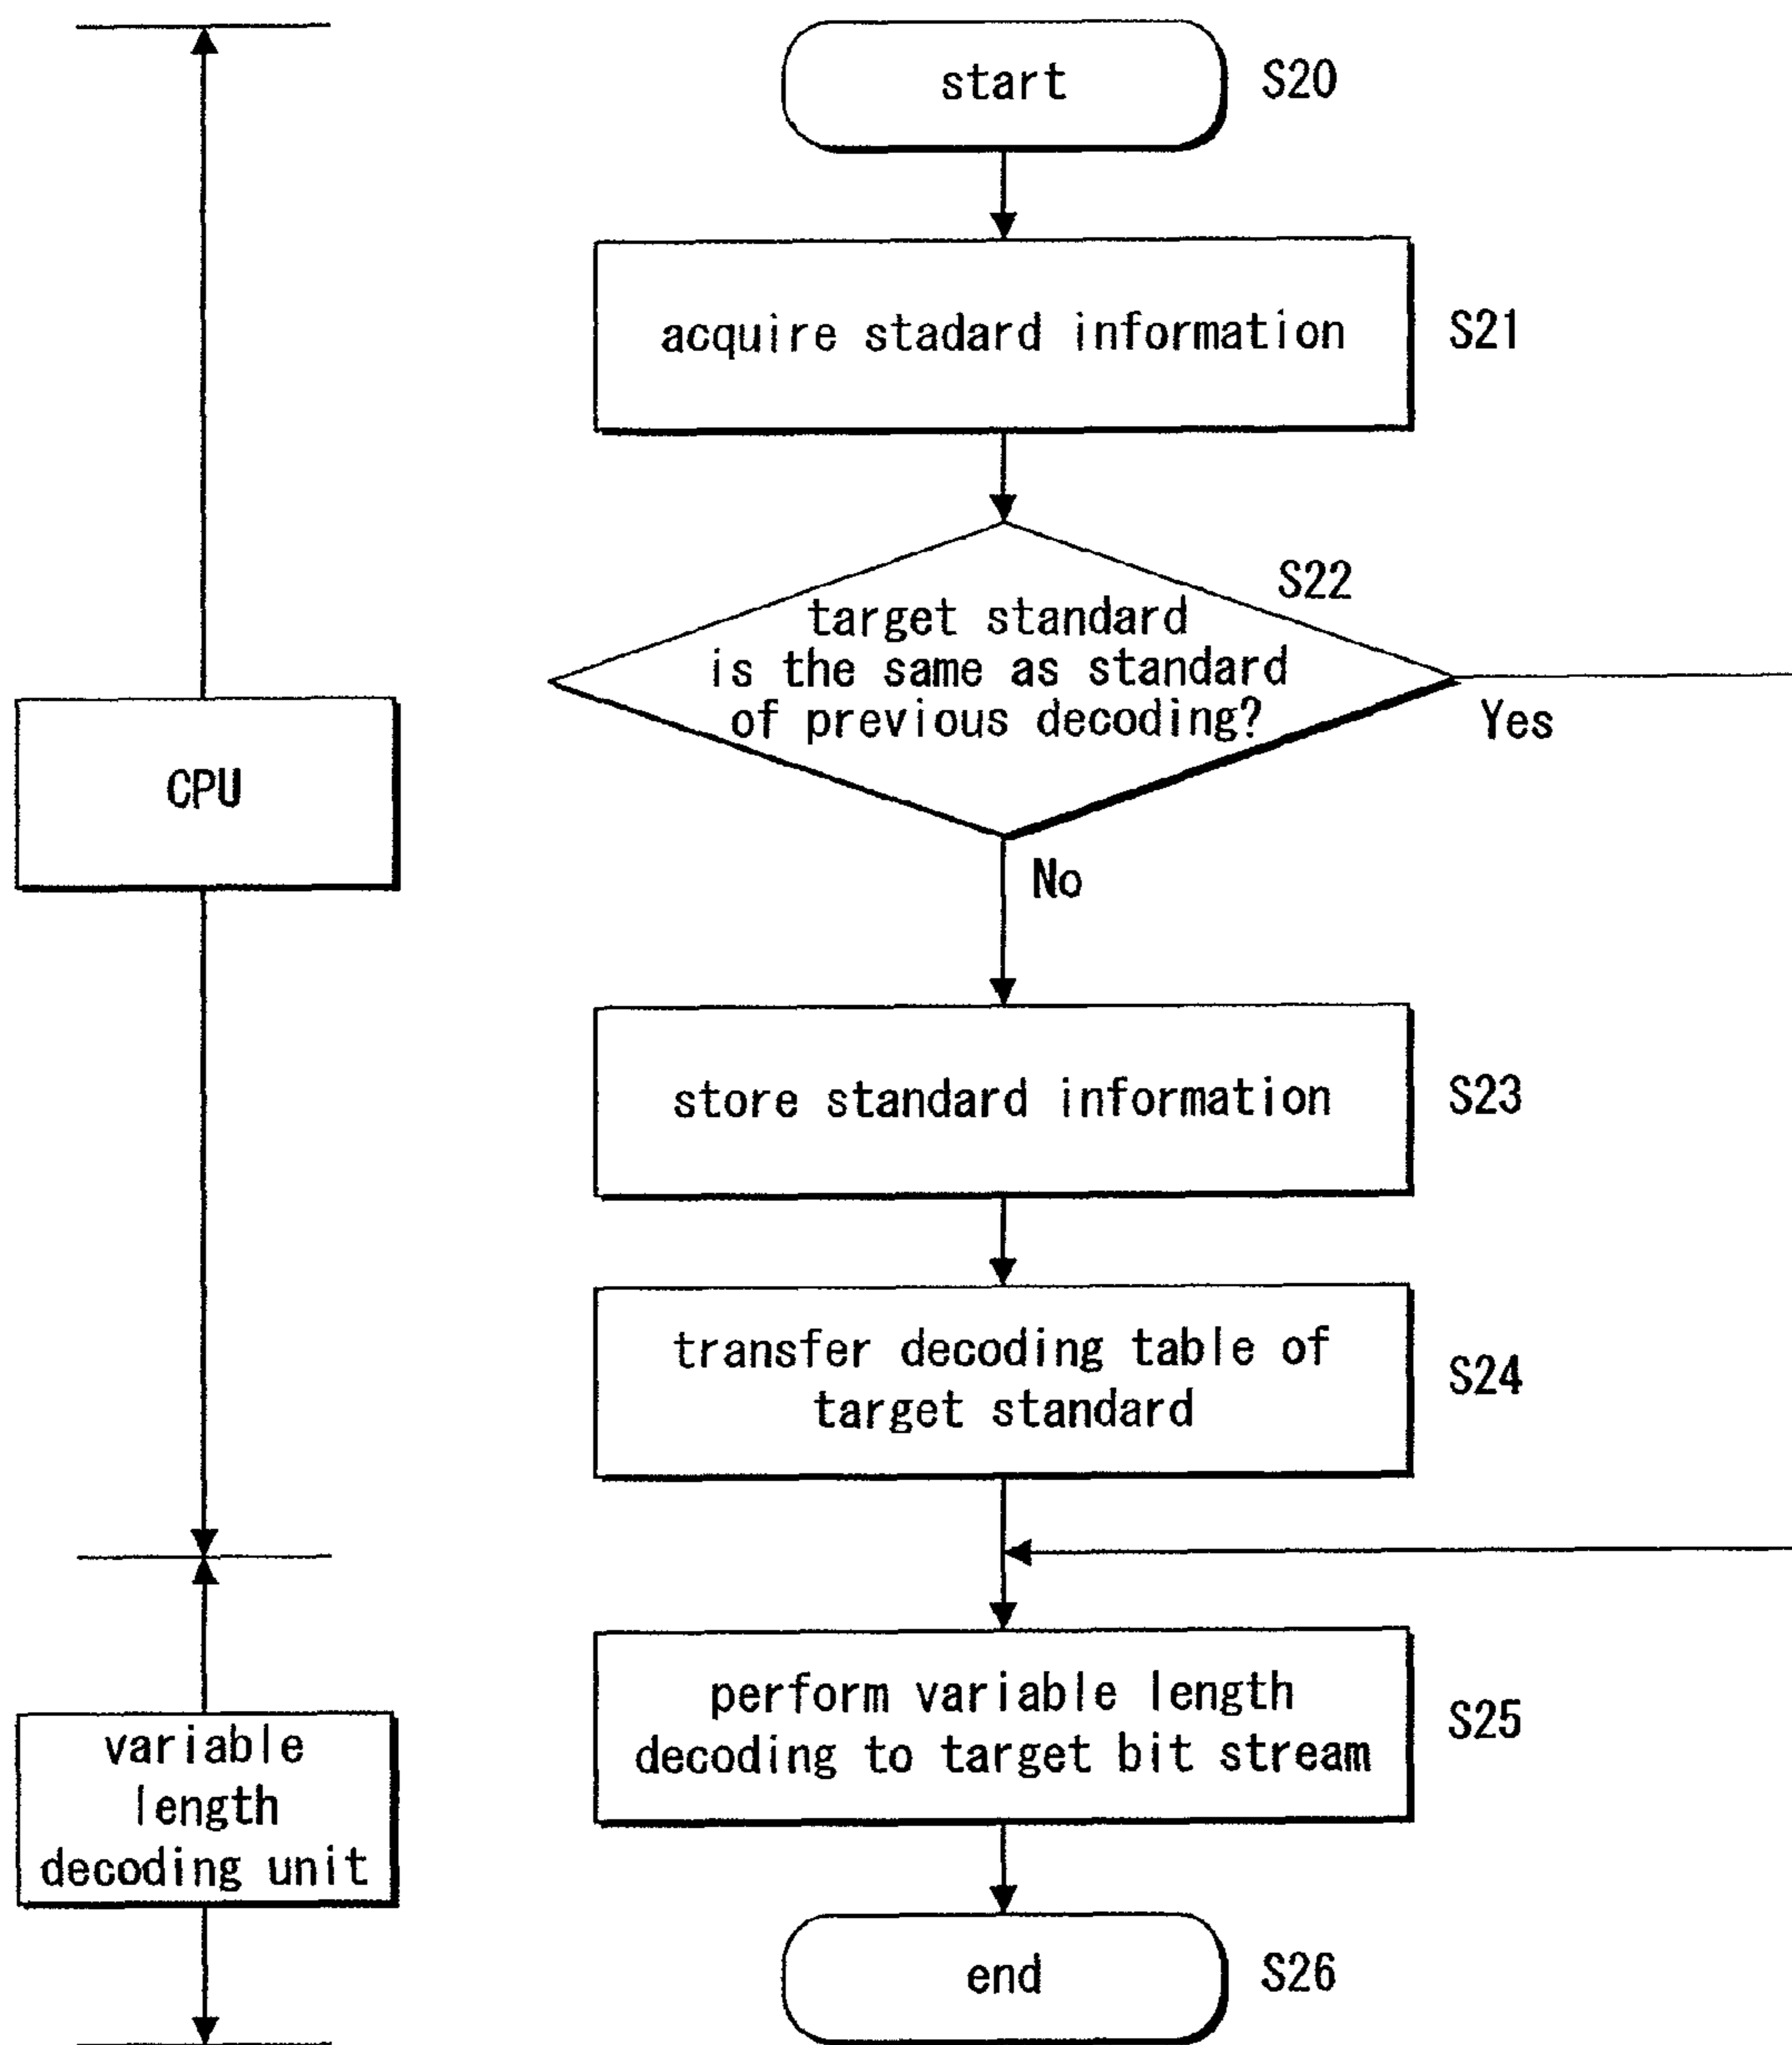 start
S20
acquire stadard information
S21
S22
target standard
is the same as standard
of previous decoding?
Yes
CPU
No
store standard information
S23
transfer decoding table of
target standard
S24
perform variable length
decoding to target bit stream
S25
variable
length
decoding unit
end
S26